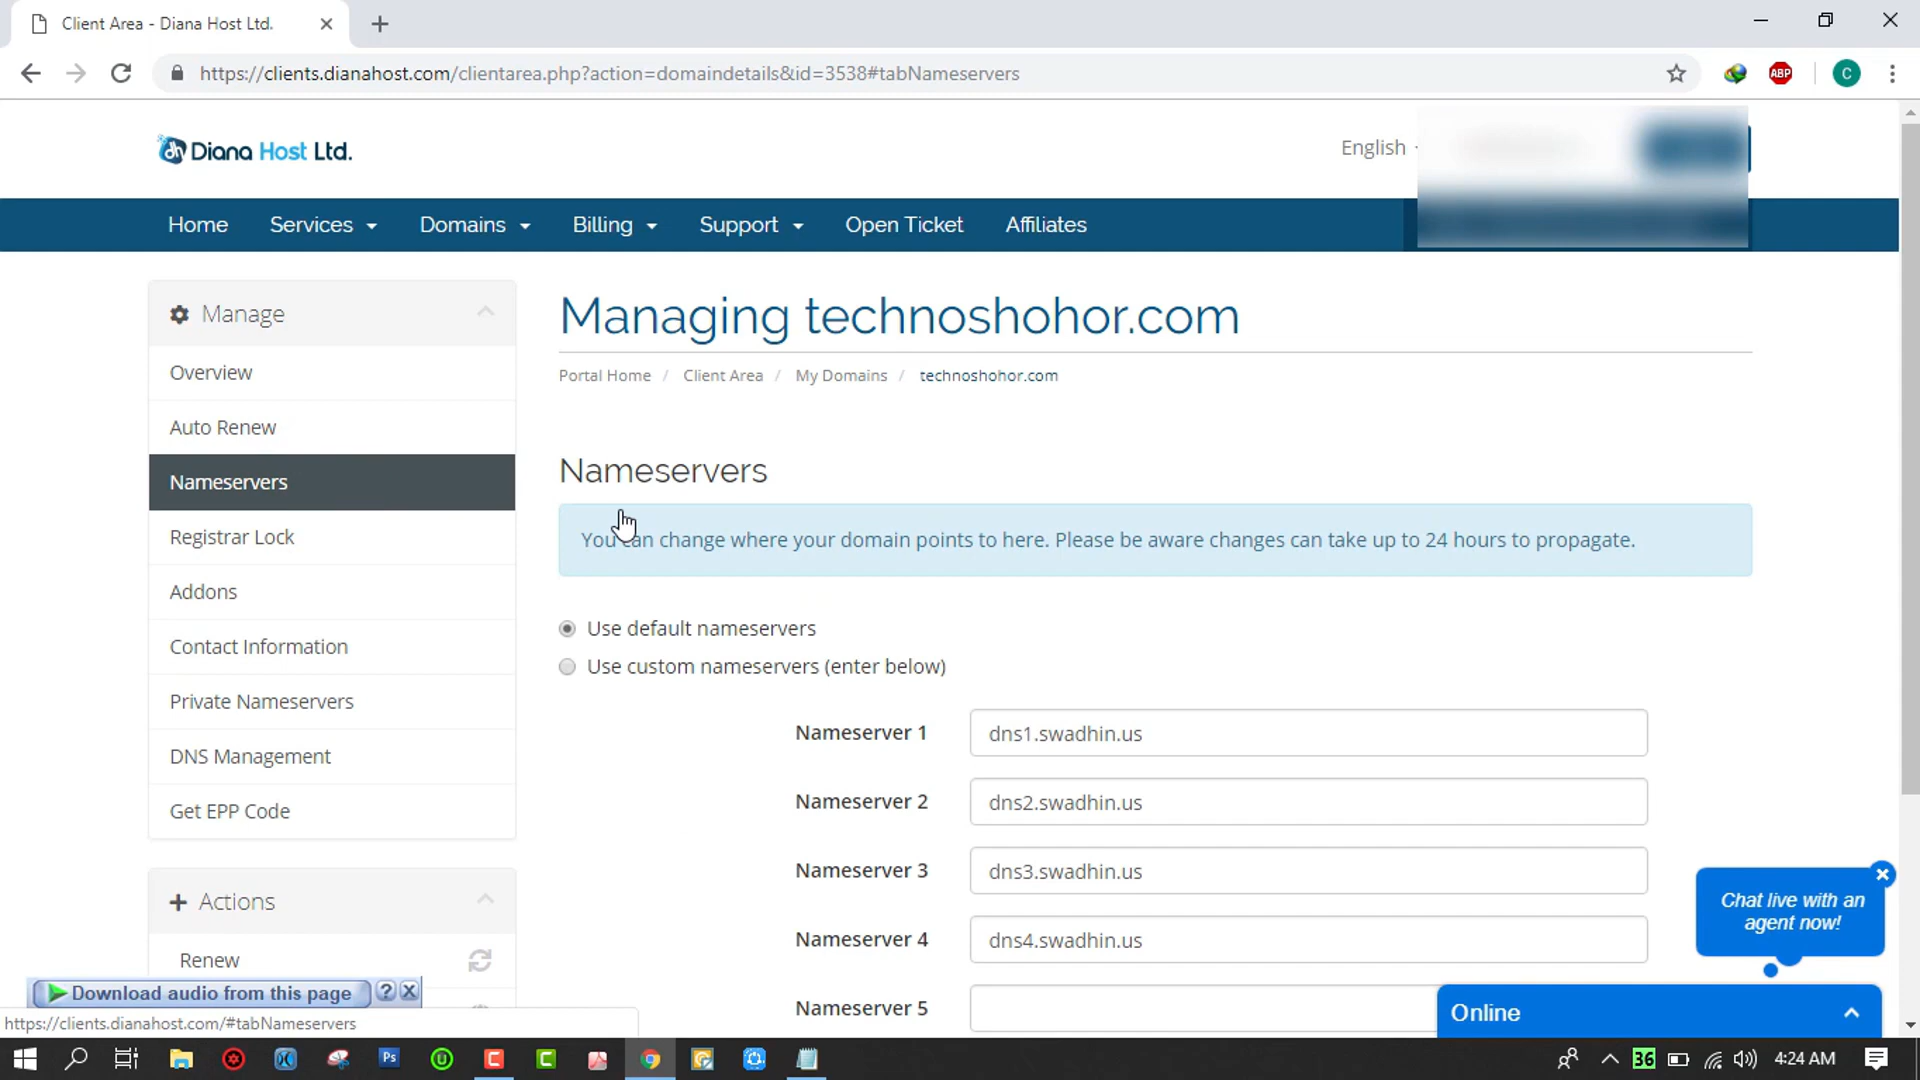 Client Area - Diana Host Ltd.
https://clients.dianahost.com/clientarea.php?action=domaindetails&id=3538#tabNameservers
ABP
C
dh Diana Host Ltd.
English
Home
Services
Domains
Billing
Support
Open Ticket
Affiliates
Manage
Overview
Auto Renew
Nameservers
Registrar Lock
Addons
Contact Information
Private Nameservers
DNS Management
Get EPP Code
Actions
Renew
Managing technoshohor.com
Portal Home / Client Area / My Domains / technoshohor.com
Nameservers
You can change where your domain points to here. Please be aware changes can take up to 24 hours to propagate.
Use default nameservers
Use custom nameservers (enter below)
Nameserver 1 dns1.swadhin.us
Nameserver 2 dns2.swadhin.us
Nameserver 3 dns3.swadhin.us
Nameserver 4 dns4.swadhin.us
Nameserver 5
Chat live with an
agent now!
Online
Download audio from this page
?
https://clients.dianahost.com/#tabNameservers
Ps
U
C
C
36
4:24 AM